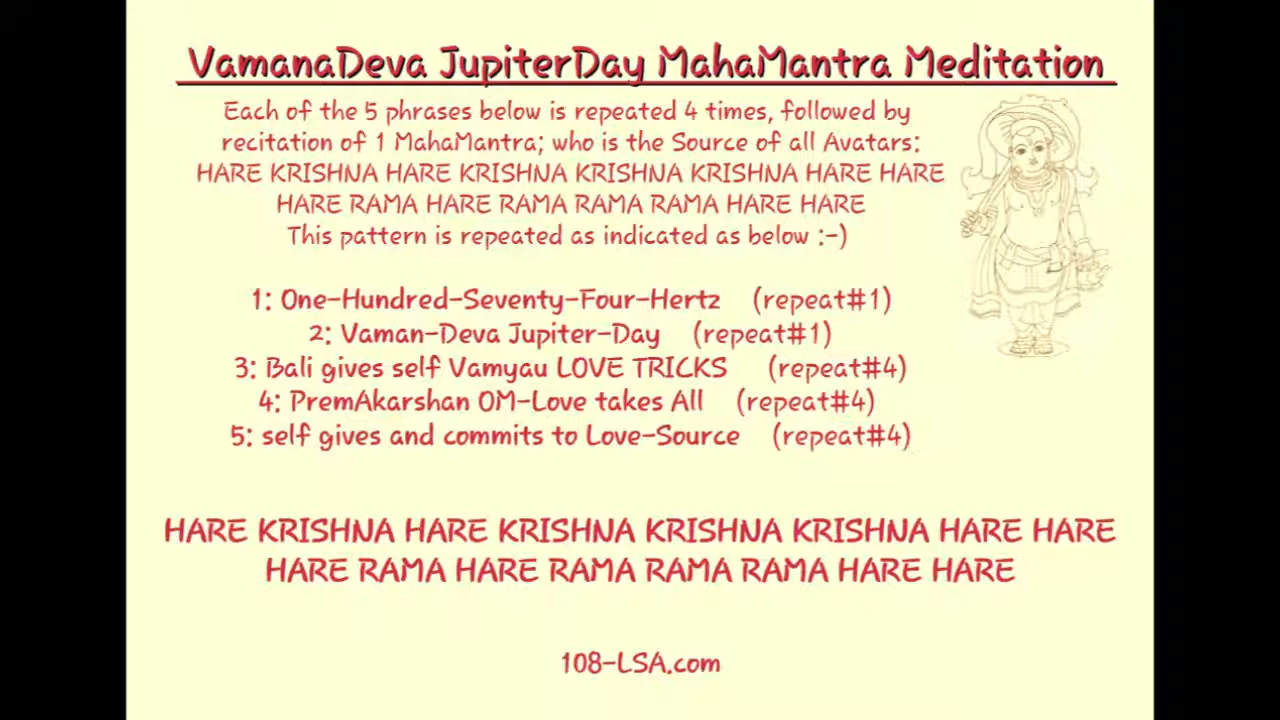 VamanaDeva JupiterDay MahaMantra Meditation
Each of the 5 phrases below is repeated 4 times, followed by
recitation of 1 MahaMantra; who is the Source of all Avatars:
HARE KRISHNA HARE KRISHNA KRISHNA KRISHNA HARE HARE
HARE RAMA HARE RAMA RAMA RAMA HARE HARE
This pattern is repeated as indicated as below :-)
1: One-Hundred-Seventy-Four-Hertz (repeat#1)
2: Vaman-Deva Jupiter-Day (repeat#1)
3: Bali gives self Vamyau LOVE TRICKS (repeat#4)
4: PremAkarshan OM-Love takes All (repeat#4)
5: self gives and commits to Love-Source (repeat#4)
HARE KRISHNA HARE KRISHNA KRISHNA KRISHNA HARE HARE
HARE RAMA HARE RAMA RAMA RAMA HARE HARE
108-LSA.com